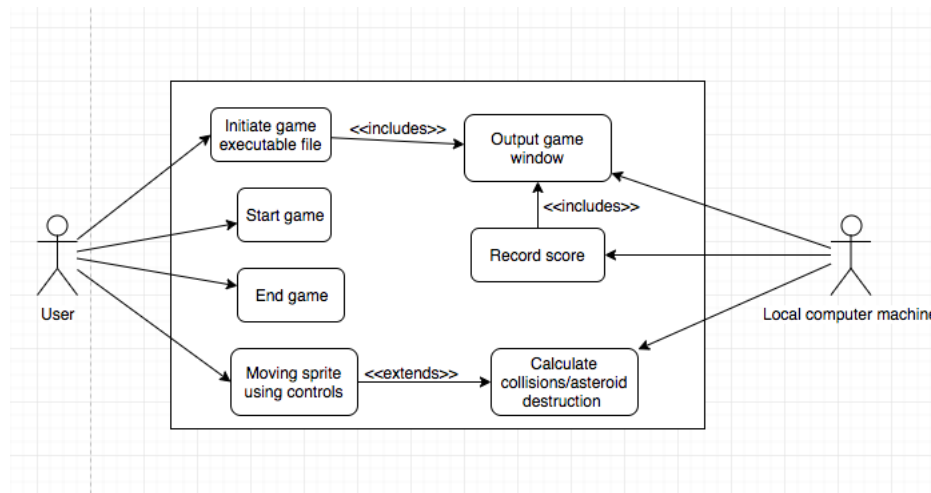 Initiate game
executable file
<<includes>>
Output game
window
Start game
<<includes>>
Record score
End game
User
Local computer machine
Moving sprite
using controls
<<extends>>
Calculate
collisions/asteroid
destruction